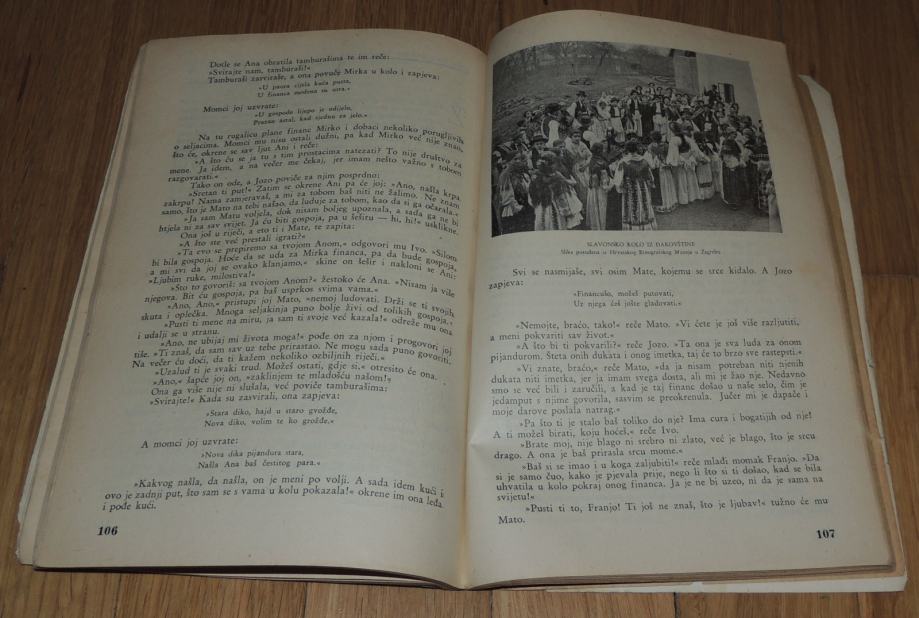 Dotle se Ana obratila tamburašima te im reče:
»Svirajte nam, tamburaši!«
Tamburaši zasviraše, a ona povuče Mirka u kolo i zapjeva:
»U paora cijela kuća pusta,
U financa medena su usta.«
Momci joj uzvrate:
»U gospode lijepo je odijelo,
Prazan astal, kad sjednu za jelo.«
Na tu rugalicu plane financ Mirko i dobaci nekoliko porugljivih
o seljacima. Momci mu nisu ostali dužni, pa kad Mirko već nije znao,
što će, okrene se sav ljut Ani i reče:
»A što ću se ja tu s tim prostacima natezati? To nije društvo za
mene. Ja idem, a na večer me čekaj, jer imam nešto važno s tobom
razgovarati.«
Tako on ode, a Jozo poviče za njim posprdno:
»Sretan ti put!« Zatim se okrene Ani pa će joj: »Ano, našla krpa
zakrpu! Nama zamjeravaš, a mi za tobom baš niti ne žalimo. Ne znam
samo, što je Mato na tebi našao, da luduje za tobom, kao da si ga očarala.«
»Ja sam Matu voljela, dok nisam boljeg upoznala, a sada ga ne bi
htjela ni za sav svijet. Ja ću biti gospoja, pa u šeširu — hi, hi!« usklikne.
Ona još u riječi, a eto ti i Mate, te zapita:
»A što ste već prestali igrati?«
»Ta evo se prepiremo sa tvojom Anom,« odgovori mu Ivo. »Silom
bi bila gospoja. Hoće da se uda za Mirka financa, pa da bude gospoja,
a mi svi da joj se ovako klanjamo,« skine on šešir i nakloni se Ani:
»Ljubim ruke, milostiva!«
»Što to govoriš: sa tvojom Anom?« žestoko će Ana. »Nisam ja više
njegova. Bit ću gospoja, pa baš usprkos svima vama.«
»Ano, Ano,« pristupi joj Mato, »nemoj ludovati. Drži se ti svojih
skuta i oplećka. Mnoga seljakinja puno bolje živi od tolikih gospoja.«
»Pusti ti mene na miru, ja sam ti svoje već kazala!« odreže mu ona
i udalji se u stranu.
»Ano, ne ubijaj mi života moga!« pođe on za njom i progovori joj
tiše. »Ti znaš, da sam sav uz tebe prirastao. Ne mogu sada puno govoriti.
Na večer ću doći, da ti kažem nekoliko ozbiljnih riječi.«
»Uzalud ti je svaki trud. Možeš ostati, gdje si,« otresito će ona.
»Ano,« šapće joj on, »zaklinjem te mladošću našom!«
Ona ga više nije ni slušala, već poviče tamburašima:
»Svirajte!« Kada su zasvirali, ona zapjeva:
»Stara diko, hajd u staro gvožđe,
Nova diko, volim te ko grožđe,«
A momci joj uzvrate:
»Nova dika pijandura stara,
Našla Ana baš čestitog para.«
»Kakvog našla, da našla, on je meni po volji. A sada idem kući i
ovo je zadnji put, što sam se s vama u kolu pokazala!« okrene im ona leđa
i pođe kući.
106
SLAVONSKO KOLO IZ ĐAKOVŠTINE
Slika posuđena iz Hrvatskog Etnografskog Muzeja u Zagrebu
Svi se nasmijaše, svi osim Mate, kojemu se srce kidalo. A Jozo
zapjeva:
»Financušo, možeš putovati,
Uz njega ćeš jošte gladovati.«
»Nemojte, braćo, tako!« reče Mato. »Vi ćete je još više razljutiti,
a meni pokvariti sav život.«
»A što bi ti pokvarili?« reče Jozo. »Ta ona je sva luda za onom
pijandurom. Šteta onih dukata i onog imetka, taj će to brzo sve rastepsti.«
»Vi znate, braćo,« reče Mato, »da ja nisam potreban niti njenih
dukata niti imetka, jer ja imam svega dosta, ali mi je žao nje. Nedavno
smo se već bili i zaručili, a kad je taj financ došao u naše selo, čim je
jedamput s njime govorila, sasvim se preokrenula. Jučer mi je dapače i
moje darove poslala natrag.«
»Pa što ti je stalo baš toliko do nje? Ima cura i bogatijih od nje!
A ti možeš birati, koju hoćeš,« reče Ivo.
»Brate moj, nije blago ni srebro ni zlato, već je blago, što je srcu
drago. A ona je baš prirasla srcu mome.«
»Baš si se imao i u koga zaljubiti!« reče mlađi momak Franjo. »Da
si je samo čuo, kako je pjevala prije, nego li što si ti došao, kad se bila
uhvatila u kolo pokraj onog financa. Ja je ne bi uzeo, ni da je sama na
svijetu!«
»Pusti ti to, Franjo! Ti još ne znaš, što je ljubav!« tužno će mu
Mato.
107